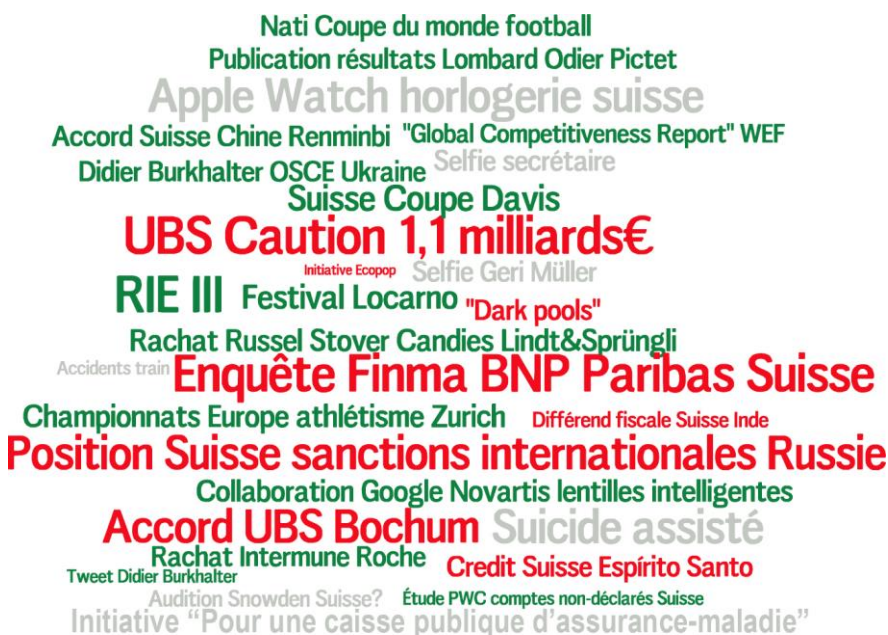 Nati Coupe du monde football
Publication résultats Lombard Odier Pictet
Apple Watch horlogerie suisse
Accord Suisse Chine Renminbi "Global Competitiveness Report" WEF
Didier Burkhalter OSCE Ukraine Selfie secrétaire
Suisse Coupe Davis
UBS Caution 1,1 milliards€
Initiative Ecopop Selfie Geri Müller
RIE III Festival Locarno "Dark pools"
Rachat Russel Stover Candies Lindt&Sprüngli
Accidents train Enquête Finma BNP Paribas Suisse
Championnats Europe athlétisme Zurich Différend fiscale Suisse Inde
Position Suisse sanctions internationales Russie
Collaboration Google Novartis lentilles intelligentes
Accord UBS Bochum Suicide assisté
Rachat Intermune Roche Credit Suisse Espírito Santo
Tweet Didier Burkhalter
Audition Snowden Suisse? Étude PWC comptes non-déclarés Suisse
Initiative “Pour une caisse publique d’assurance-maladie”